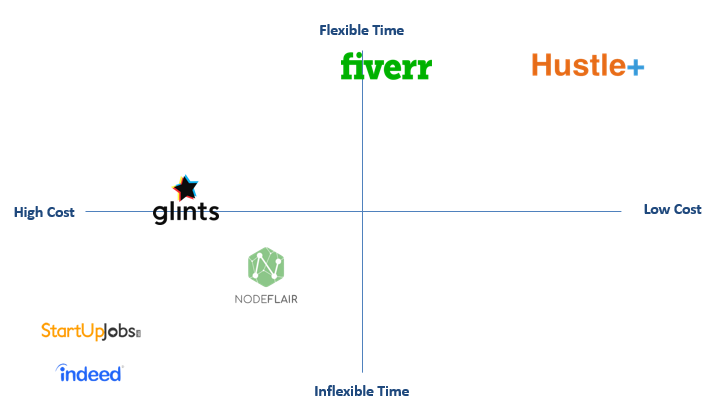 Flexible Time
fiverr
Hustle+
glints
High Cost
Low Cost
NODEFLAIR
StartUpJobs
indeed
Inflexible Time